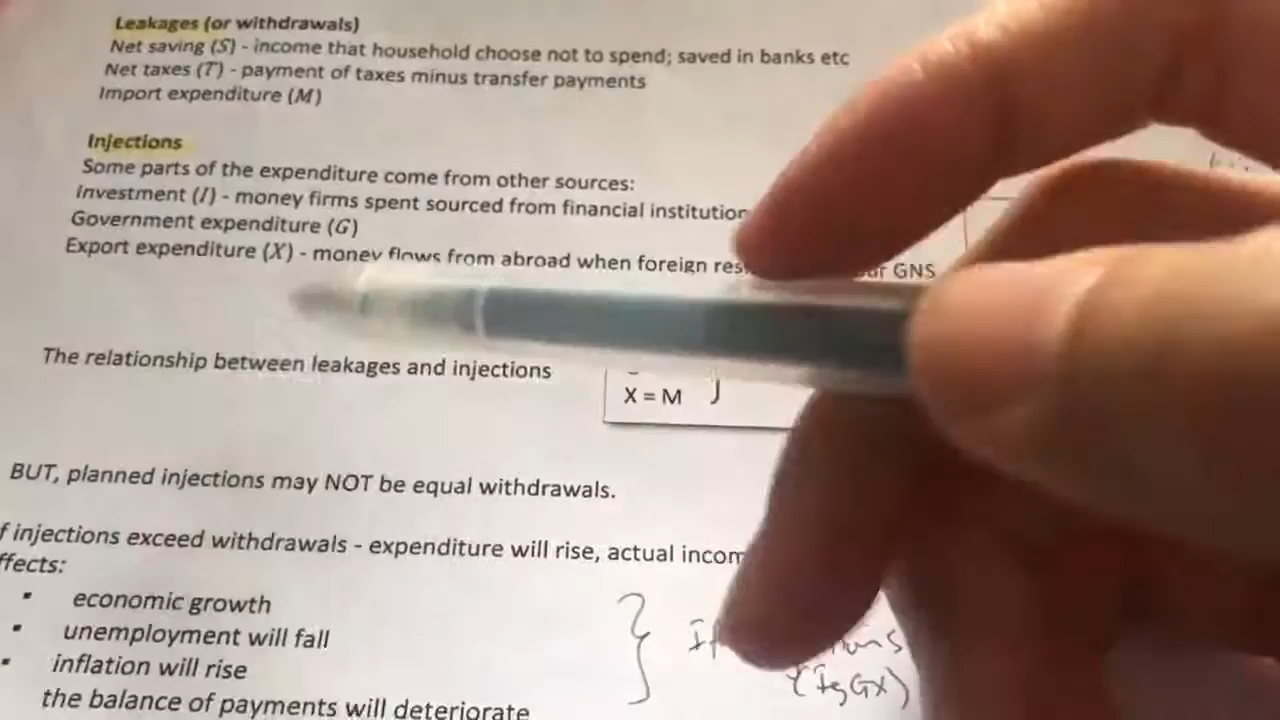 Leakages (or withdrawals)
Net saving (S) - income that household choose not to spend; saved in banks etc
Net taxes (T) - payment of taxes minus transfer payments
Import expenditure (M)
Injections
Some parts of the expenditure come from other sources:
Investment (I) - money firms spent sourced from financial institution
Government expenditure (G)
Export expenditure (X) - money flows from abroad when foreign res ur GNS
The relationship between leakages and injections
X = M
BUT, planned injections may NOT be equal withdrawals.
f injections exceed withdrawals - expenditure will rise, actual incom
ffects:
▪ economic growth
▪ unemployment will fall
▪ inflation will rise
the balance of payments will deteriorate